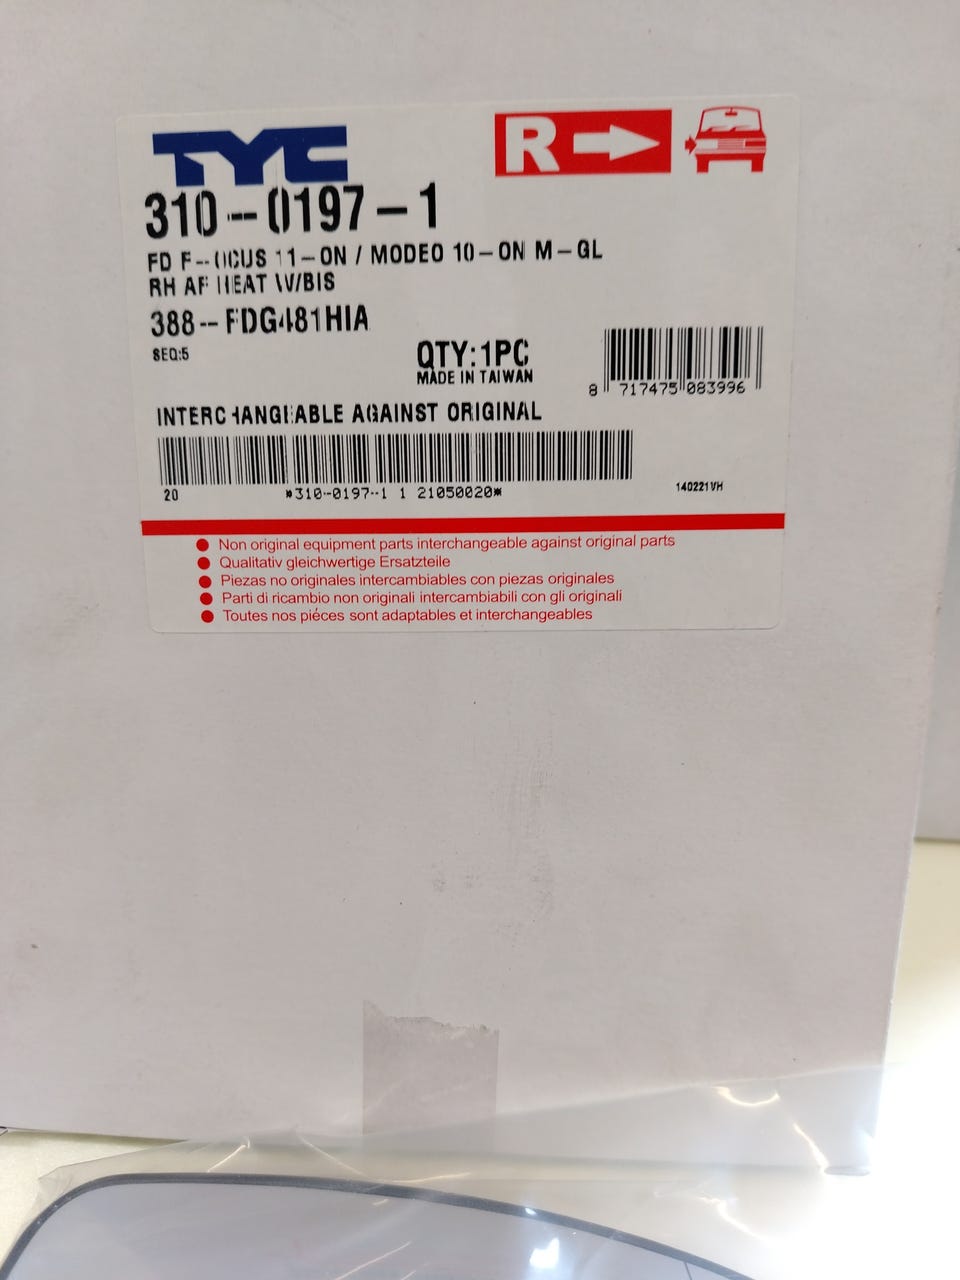 TYC
R
310-0197-1
FD FOCUS 11-ON / MODEO 10-ON M-GL
RH AF HEAT W/BIS
388-FDG481HIA
SEQ:5
QTY:1PC
MADE IN TAIWAN
8 717475 083996
INTERCHANGEABLE AGAINST ORIGINAL
20 *310-0197-1 1 21050020*
140221VH
Non original equipment parts interchangeable against original parts
Qualitativ gleichwertige Ersatzteile
Piezas no originales intercambiables con piezas originales
Parti di ricambio non originali intercambiabili con gli originali
Toutes nos piéces sont adaptables et interchangeables